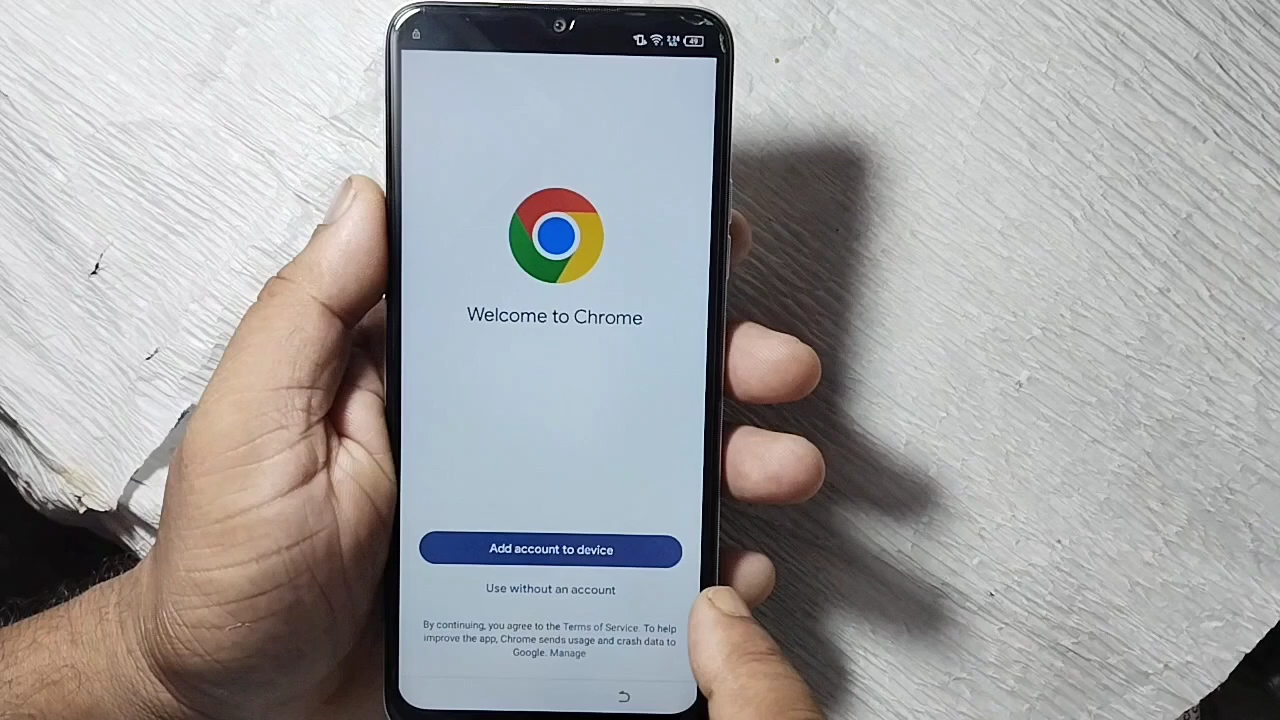 49
Welcome to Chrome
Add account to device
Use without an account
By continuing, you agree to the Terms of Service. To help
improve the app, Chrome sends usage and crash data to
Google. Manage